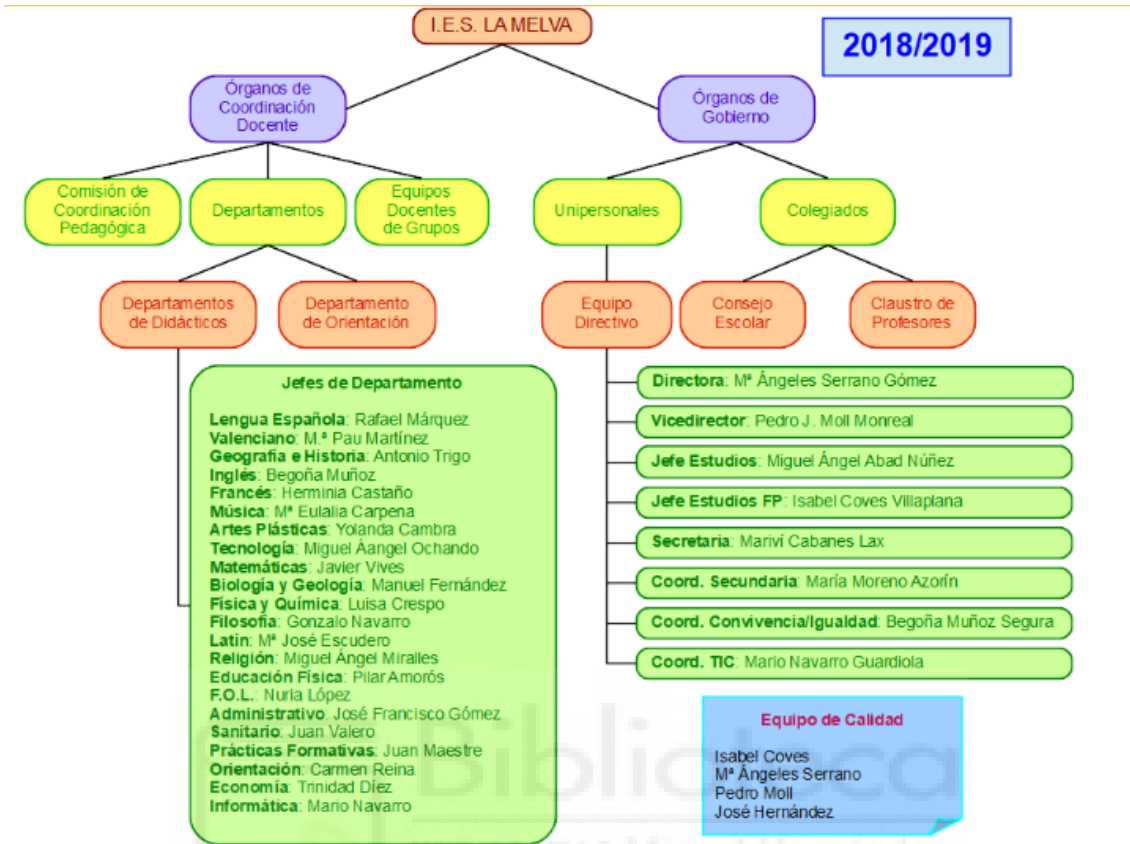 I.E.S. LA MELVA
2018/2019
Órganos de
Coordinación
Docente
Órganos de
Gobierno
Comisión de
Coordinación
Pedagógica
Departamentos
Equipos
Docentes
de Grupos
Unipersonales
Colegiados
Departamentos
de Didácticos
Departamento
de Orientación
Equipo
Directivo
Consejo
Escolar
Claustro de
Profesores
Jefes de Departamento
Lengua Española: Rafael Márquez
Valenciano: M.ª Pau Martínez
Geografía e Historia: Antonio Trigo
Inglés: Begoña Muñoz
Francés: Herminia Castaño
Música: Mª Eulalia Carpena
Artes Plásticas: Yolanda Cambra
Tecnología: Miguel Áangel Ochando
Matemáticas: Javier Vives
Biología y Geología: Manuel Fernández
Física y Química: Luisa Crespo
Filosofía: Gonzalo Navarro
Latín: Mª José Escudero
Religión: Miguel Ángel Miralles
Educación Física: Pilar Amorós
F.O.L.: Nuria López
Administrativo: José Francisco Gómez
Sanitario: Juan Valero
Prácticas Formativas: Juan Maestre
Orientación: Carmen Reina
Economía: Trinidad Díez
Informática: Mario Navarro
Directora: Mª Ángeles Serrano Gómez
Vicedirector: Pedro J. Moll Monreal
Jefe Estudios: Miguel Ángel Abad Núñez
Jefe Estudios FP: Isabel Coves Villaplana
Secretaria: Mariví Cabanes Lax
Coord. Secundaria: María Moreno Azorín
Coord. Convivencia/Igualdad: Begoña Muñoz Segura
Coord. TIC: Mario Navarro Guardiola
Equipo de Calidad
Isabel Coves
Mª Ángeles Serrano
Pedro Moll
José Hernández
Biblioteca